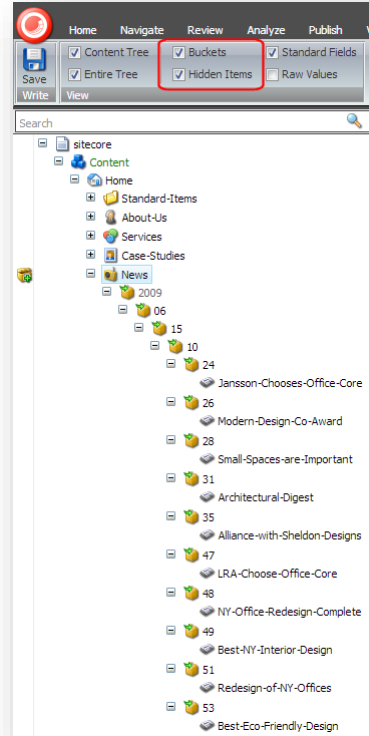 Home Navigate Review Analyze Publish
Save
Content Tree Buckets Standard Fields
Entire Tree Hidden Items Raw Values
Write View
Search
sitecore
Content
Home
Standard-Items
About-Us
Services
Case-Studies
News
2009
06
15
10
24
Jansson-Chooses-Office-Core
26
Modern-Design-Co-Award
28
Small-Spaces-are-Important
31
Architectural-Digest
35
Alliance-with-Sheldon-Designs
47
LRA-Choose-Office-Core
48
NY-Office-Redesign-Complete
49
Best-NY-Interior-Design
51
Redesign-of-NY-Offices
53
Best-Eco-Friendly-Design